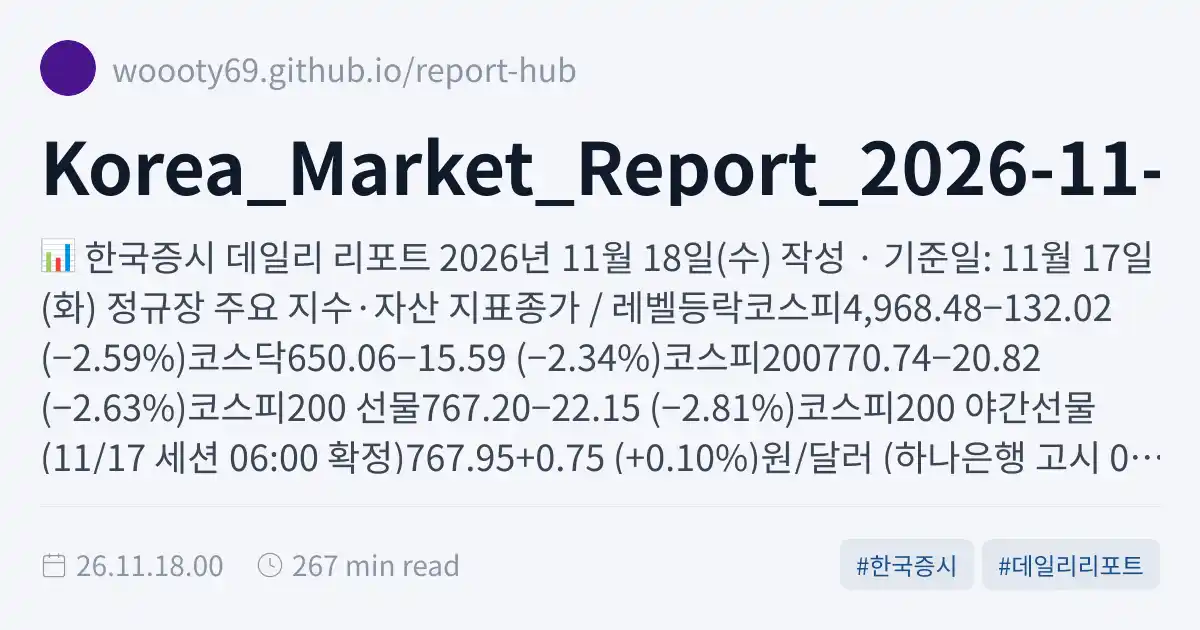 woooty69.github.io/report-hub
Korea_Market_Report_2026-11-
📊 한국증시 데일리 리포트 2026년 11월 18일(수) 작성 · 기준일: 11월 17일
(화) 정규장 주요 지수·자산 지표종가 / 레벨등락코스피4,968.48−132.02
(−2.59%)코스닥650.06−15.59 (−2.34%)코스피200770.74−20.82
(−2.63%)코스피200 선물767.20−22.15 (−2.81%)코스피200 야간선물
(11/17 세션 06:00 확정)767.95+0.75 (+0.10%)원/달러 (하나은행 고시 0…
26.11.18.00 267 min read #한국증시 #데일리리포트